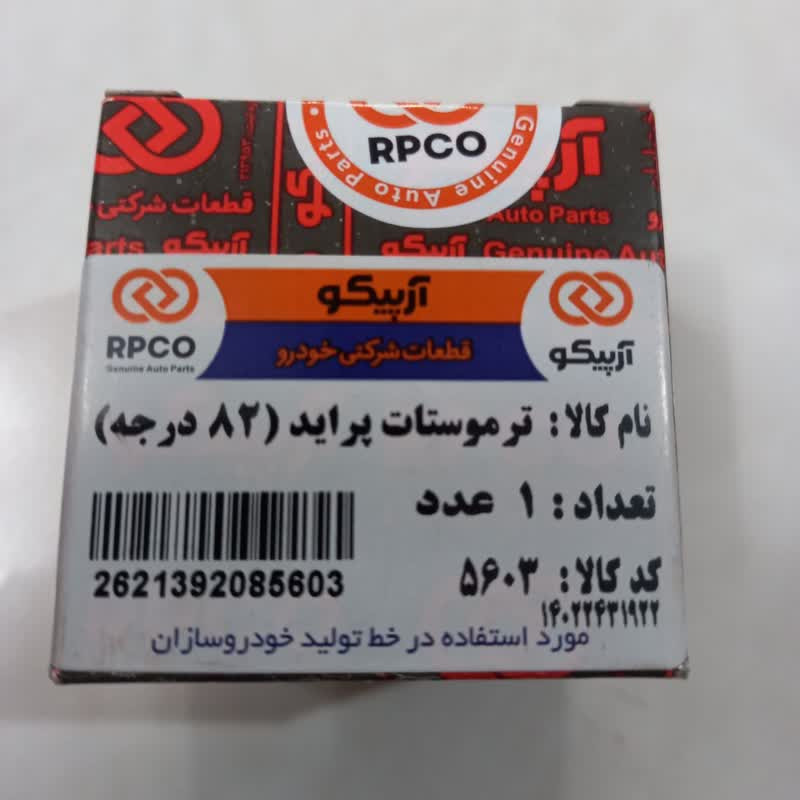 RPCO
Genuine Auto Parts
قطعات شرکتی
Auto Parts
آرپیکو
آرپیکو
RPCO
Genuine Auto Parts
آرپیکو
قطعات شرکتی خودرو
آرپیکو
نام کالا: ترموستات پراید (۸۲ درجه)
تعداد: ۱ عدد
2621392085603
کد کالا: ۵۶۰۳
۱۴۰۲۲۴۳۱۹۲۲
مورد استفاده در خط تولید خودروسازان